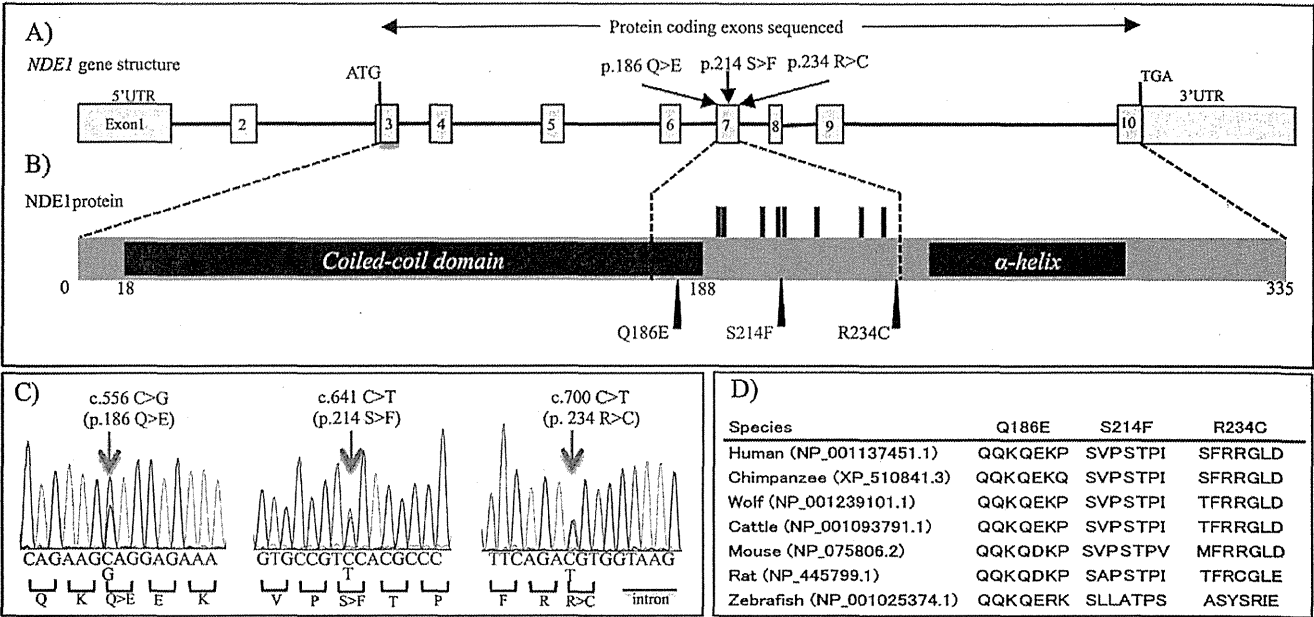 A)
Protein coding exons sequenced
NDE1 gene structure
p.186 Q>E
p.214 S>F
p.234 R>C
ATG
TGA
5'UTR
3'UTR
Exon1
2
3
4
5
6
7
8
9
10
B)
NDE1protein
Coiled-coil domain
α-helix
0
18
188
335
Q186E
S214F
R234C
C)
c.556 C>G
(p.186 Q>E)
c.641 C>T
(p.214 S>F)
c.700 C>T
(p. 234 R>C)
CAGAAGCAGGAGAAA
G
Q K Q>E E K
GTGCCGTCCACGCCC
T
V P S>F T P
TTCAGACGTGGTAAG
T
F R R>C intron
D)
Species Q186E S214F R234C
Human (NP_001137451.1) QQKQEKP SVPSTPI SFRRGLD
Chimpanzee (XP_510841.3) QQKQEKQ SVPSTPI SFRRGLD
Wolf (NP_001239101.1) QQKQEKP SVPSTPI TFRRGLD
Cattle (NP_001093791.1) QQKQEKP SVPSTPI TFRRGLD
Mouse (NP_075806.2) QQKQDKP SVPSTPV MFRRGLD
Rat (NP_445799.1) QQKQDKP SAPSTPI TFRCGLE
Zebrafish (NP_001025374.1) QQKQERK SLLATPS ASYSRIE